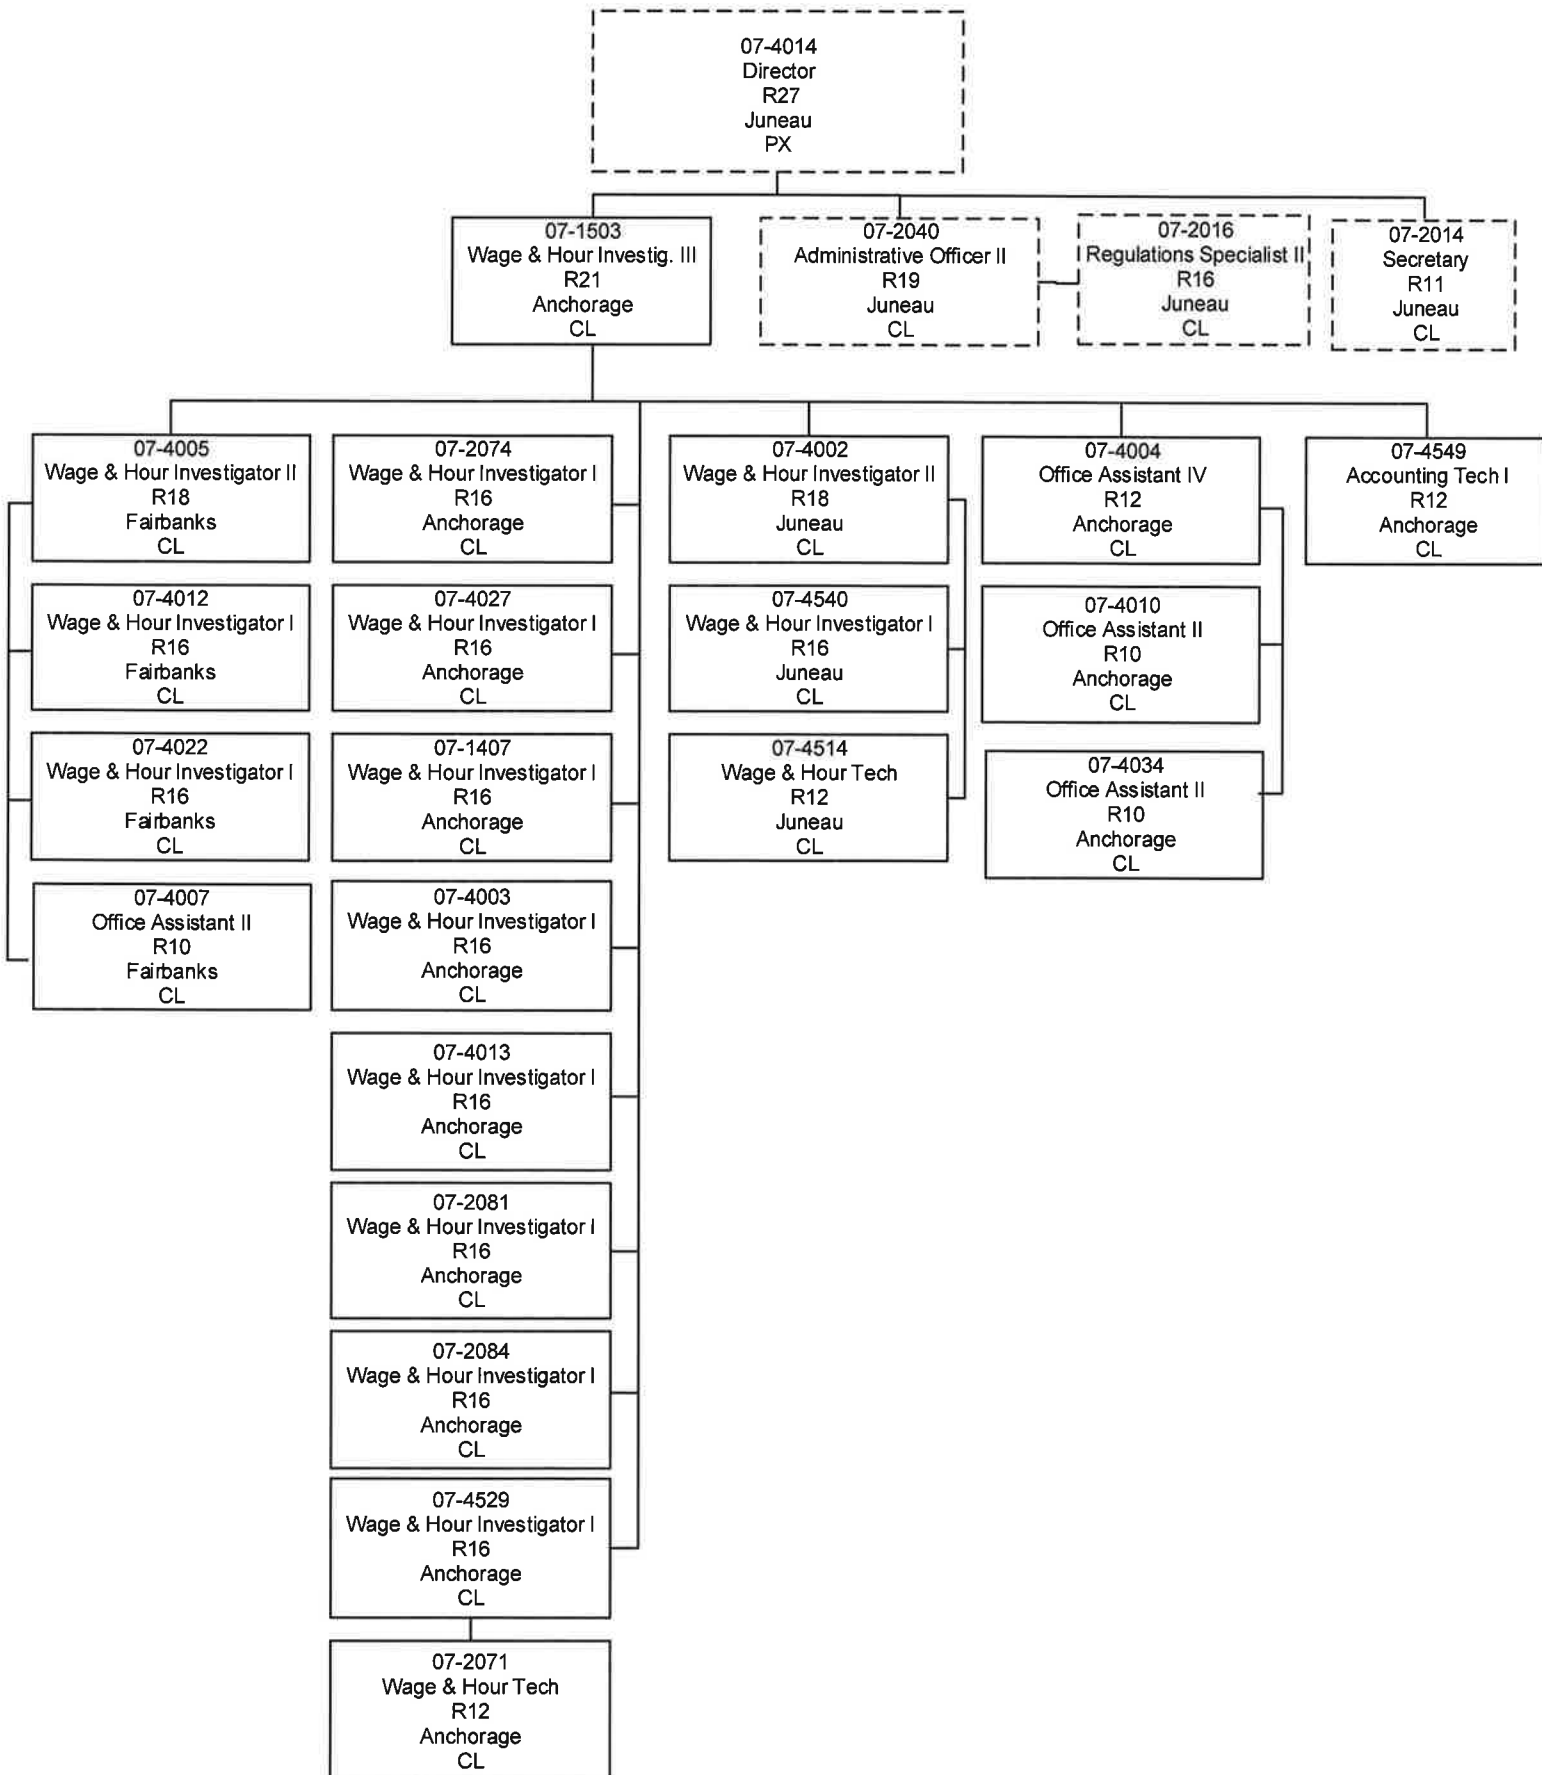 07-4014
Director
R27
Juneau
PX
07-1503
Wage & Hour Investig. III
R21
Anchorage
CL
07-2040
Administrative Officer II
R19
Juneau
CL
07-2016
Regulations Specialist II
R16
Juneau
CL
07-2014
Secretary
R11
Juneau
CL
07-4005
Wage & Hour Investigator II
R18
Fairbanks
CL
07-4012
Wage & Hour Investigator I
R16
Fairbanks
CL
07-4022
Wage & Hour Investigator I
R16
Fairbanks
CL
07-4007
Office Assistant II
R10
Fairbanks
CL
07-2074
Wage & Hour Investigator I
R16
Anchorage
CL
07-4027
Wage & Hour Investigator I
R16
Anchorage
CL
07-1407
Wage & Hour Investigator I
R16
Anchorage
CL
07-4003
Wage & Hour Investigator I
R16
Anchorage
CL
07-4013
Wage & Hour Investigator I
R16
Anchorage
CL
07-2081
Wage & Hour Investigator I
R16
Anchorage
CL
07-2084
Wage & Hour Investigator I
R16
Anchorage
CL
07-4529
Wage & Hour Investigator I
R16
Anchorage
CL
07-2071
Wage & Hour Tech
R12
Anchorage
CL
07-4002
Wage & Hour Investigator II
R18
Juneau
CL
07-4540
Wage & Hour Investigator I
R16
Juneau
CL
07-4514
Wage & Hour Tech
R12
Juneau
CL
07-4004
Office Assistant IV
R12
Anchorage
CL
07-4010
Office Assistant II
R10
Anchorage
CL
07-4034
Office Assistant II
R10
Anchorage
CL
07-4549
Accounting Tech I
R12
Anchorage
CL